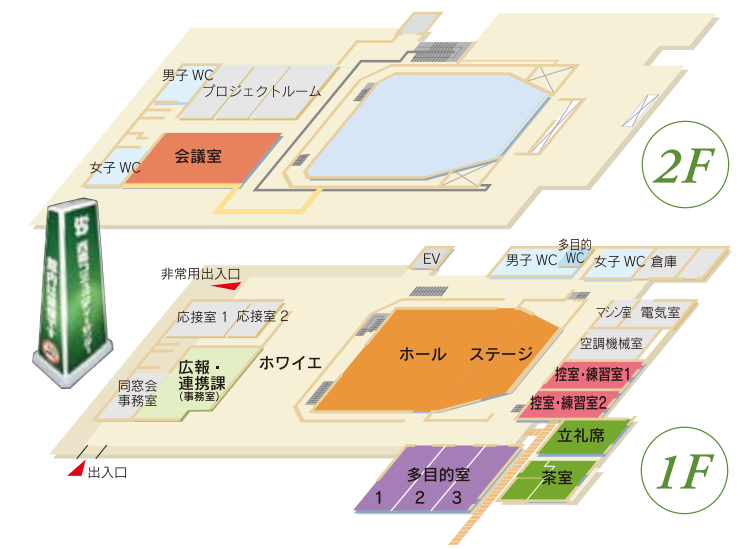 男子 WC
プロジェクトルーム
会議室
女子 WC
2F
EV
男子 WC
多目的
WC
女子 WC
倉庫
非常用出入口
応接室 1
応接室 2
マシン室
電気室
空調機械室
ホワイエ
ホール
ステージ
広報・
連携課
(事務室)
控室・練習室1
控室・練習室2
同窓会
事務室
立礼席
茶室
多目的室
1
2
3
出入口
1F